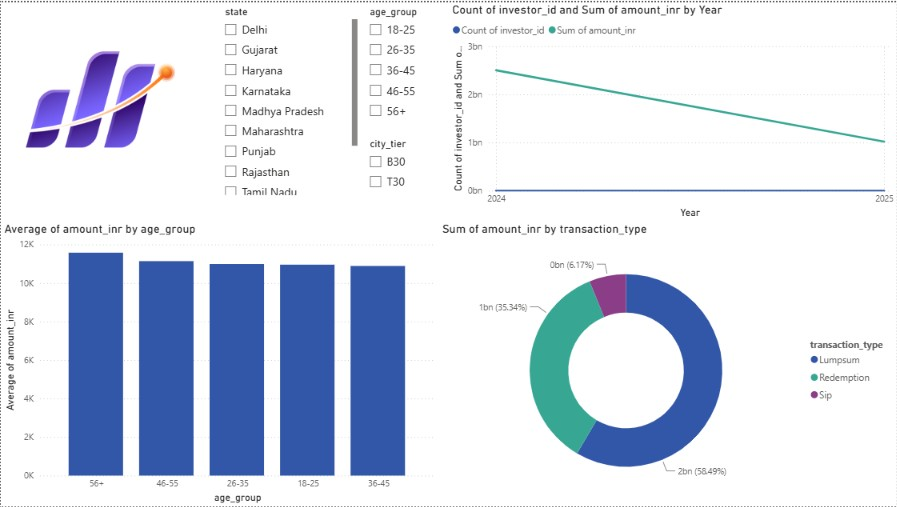 state
Delhi
Gujarat
Haryana
Karnataka
Madhya Pradesh
Maharashtra
Punjab
Rajasthan
Tamil Nadu
age_group
18-25
26-35
36-45
46-55
56+
city_tier
B30
T30
Count of investor_id and Sum of amount_inr by Year
Count of investor_id Sum of amount_inr
Count of investor_id and Sum o...
3bn
2bn
1bn
0bn
2024 2025
Year
Average of amount_inr by age_group
Average of amount_inr
12K
10K
8K
6K
4K
2K
0K
56+ 46-55 26-35 18-25 36-45
age_group
Sum of amount_inr by transaction_type
0bn (6.17%)
1bn (35.34%)
2bn (58.49%)
transaction_type
Lumpsum
Redemption
Sip